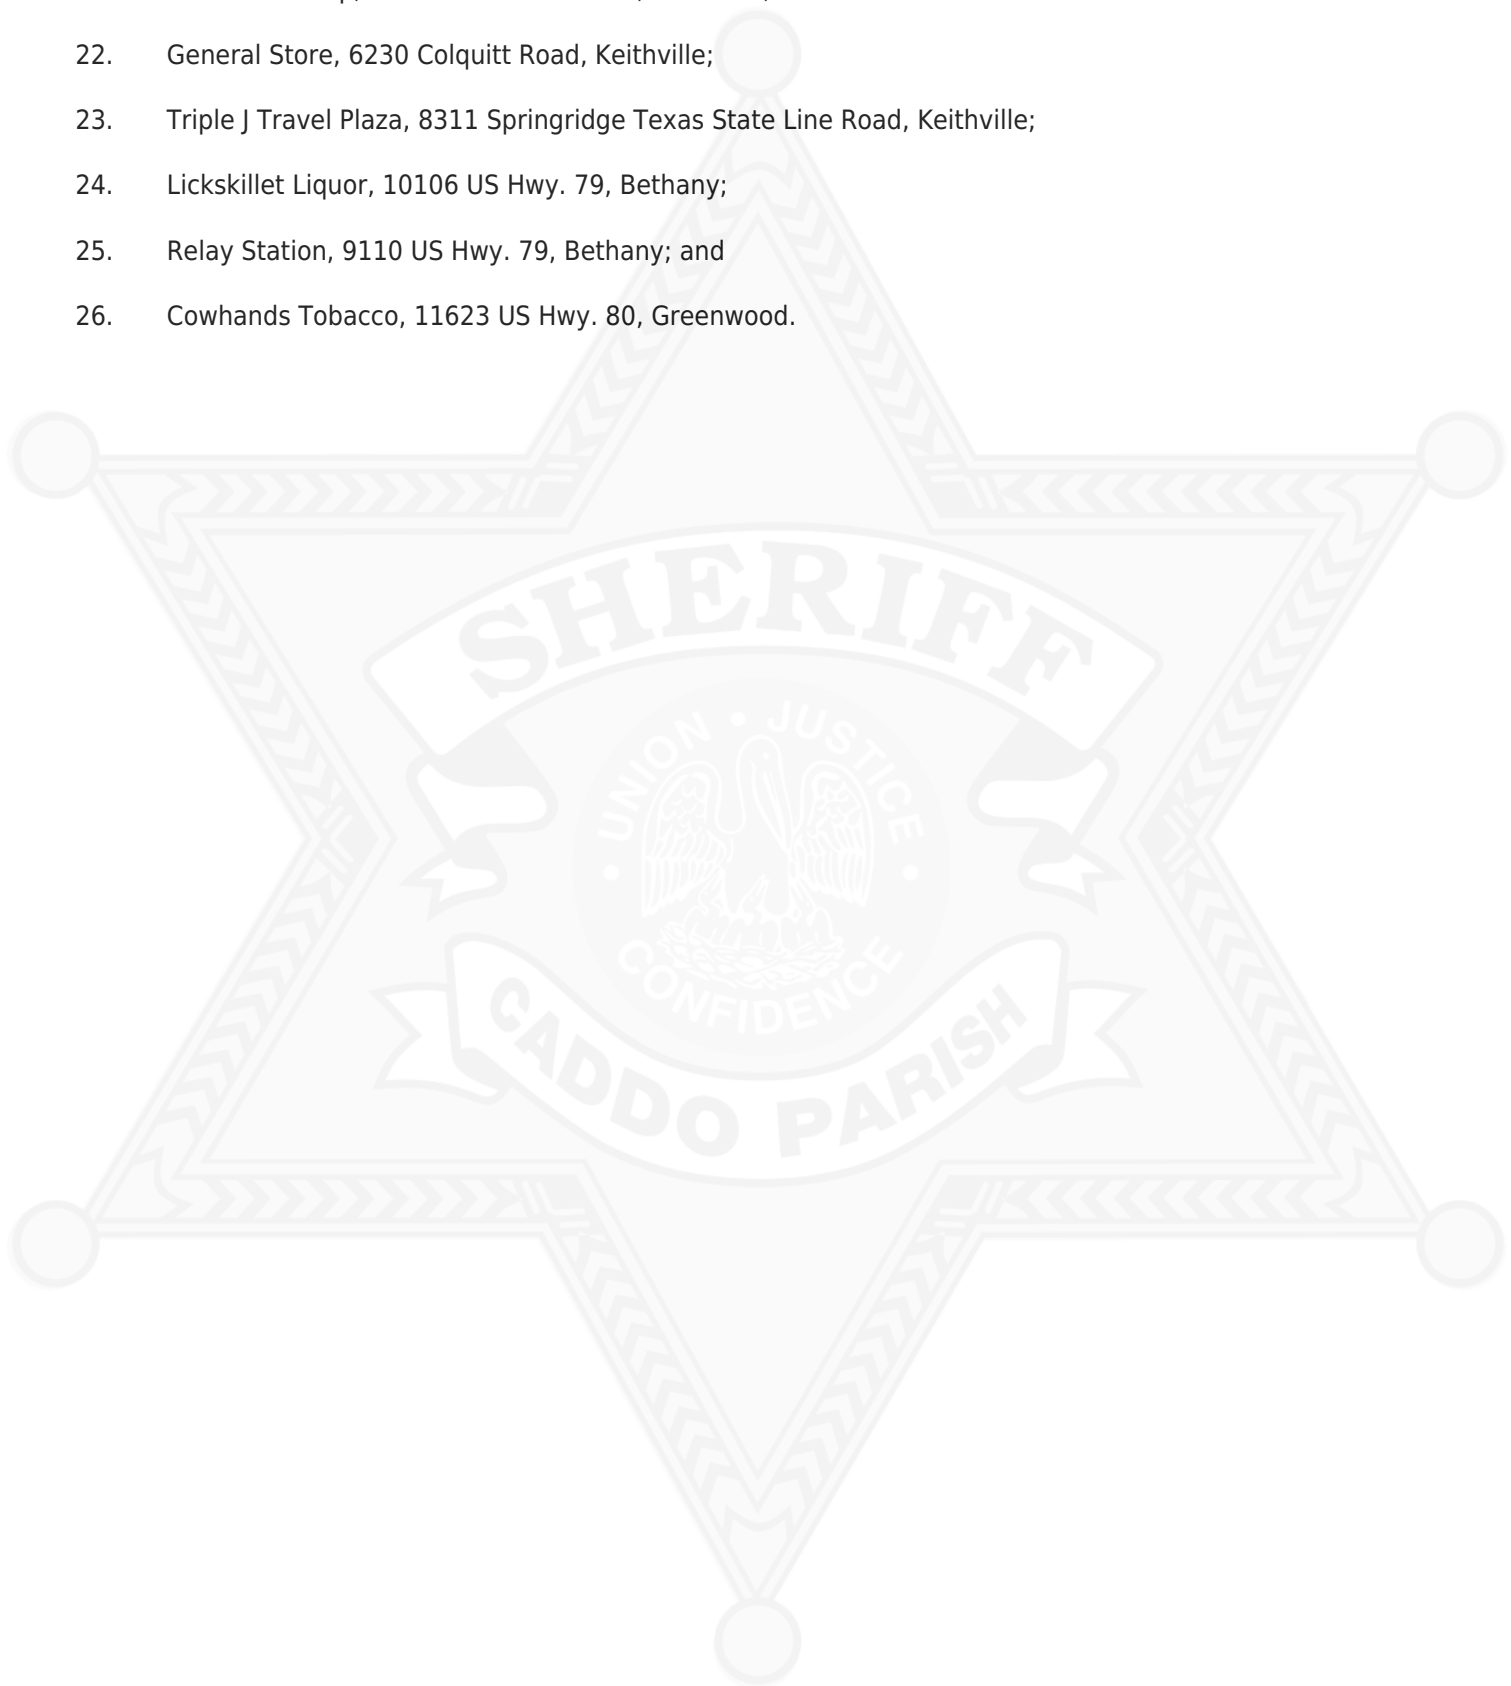 22. General Store, 6230 Colquitt Road, Keithville;
23. Triple J Travel Plaza, 8311 Springridge Texas State Line Road, Keithville;
24. Lickskillet Liquor, 10106 US Hwy. 79, Bethany;
25. Relay Station, 9110 US Hwy. 79, Bethany; and
26. Cowhands Tobacco, 11623 US Hwy. 80, Greenwood.
SHERIFF
UNION • JUSTICE
• CONFIDENCE •
CADDO PARISH